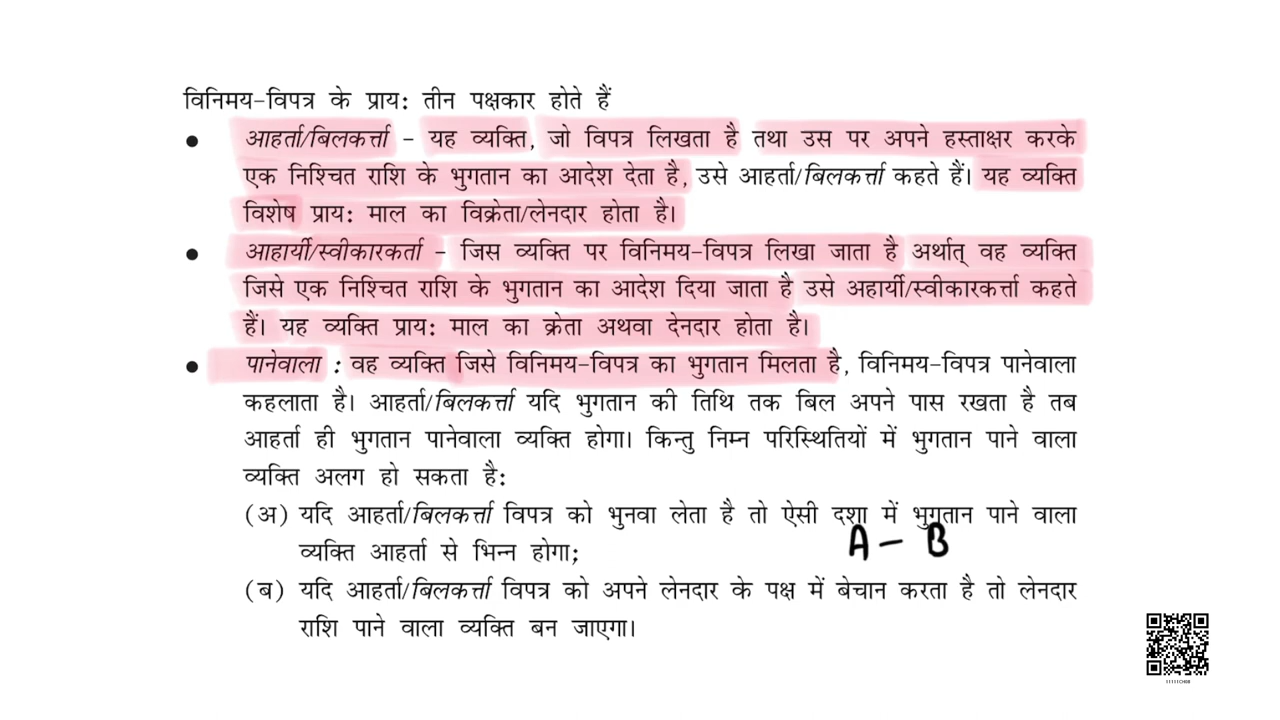 विनिमय-विपत्र के प्राय: तीन पक्षकार होते हैं
● आहर्ता/बिलकर्त्ता - यह व्यक्ति, जो विपत्र लिखता है तथा उस पर अपने हस्ताक्षर करके
एक निश्चित राशि के भुगतान का आदेश देता है, उसे आहर्ता/बिलकर्त्ता कहते हैं। यह व्यक्ति
विशेष प्राय: माल का विक्रेता/लेनदार होता है।
● आहार्यी/स्वीकारकर्ता - जिस व्यक्ति पर विनिमय-विपत्र लिखा जाता है अर्थात् वह व्यक्ति
जिसे एक निश्चित राशि के भुगतान का आदेश दिया जाता है उसे अहार्यी/स्वीकारकर्त्ता कहते
हैं। यह व्यक्ति प्राय: माल का क्रेता अथवा देनदार होता है।
● पानेवाला : वह व्यक्ति जिसे विनिमय-विपत्र का भुगतान मिलता है, विनिमय-विपत्र पानेवाला
कहलाता है। आहर्ता/बिलकर्त्ता यदि भुगतान की तिथि तक बिल अपने पास रखता है तब
आहर्ता ही भुगतान पानेवाला व्यक्ति होगा। किन्तु निम्न परिस्थितियों में भुगतान पाने वाला
व्यक्ति अलग हो सकता है:
(अ) यदि आहर्ता/बिलकर्त्ता विपत्र को भुनवा लेता है तो ऐसी दशा में भुगतान पाने वाला
व्यक्ति आहर्ता से भिन्न होगा;
A – B
(ब) यदि आहर्ता/बिलकर्त्ता विपत्र को अपने लेनदार के पक्ष में बेचान करता है तो लेनदार
राशि पाने वाला व्यक्ति बन जाएगा।